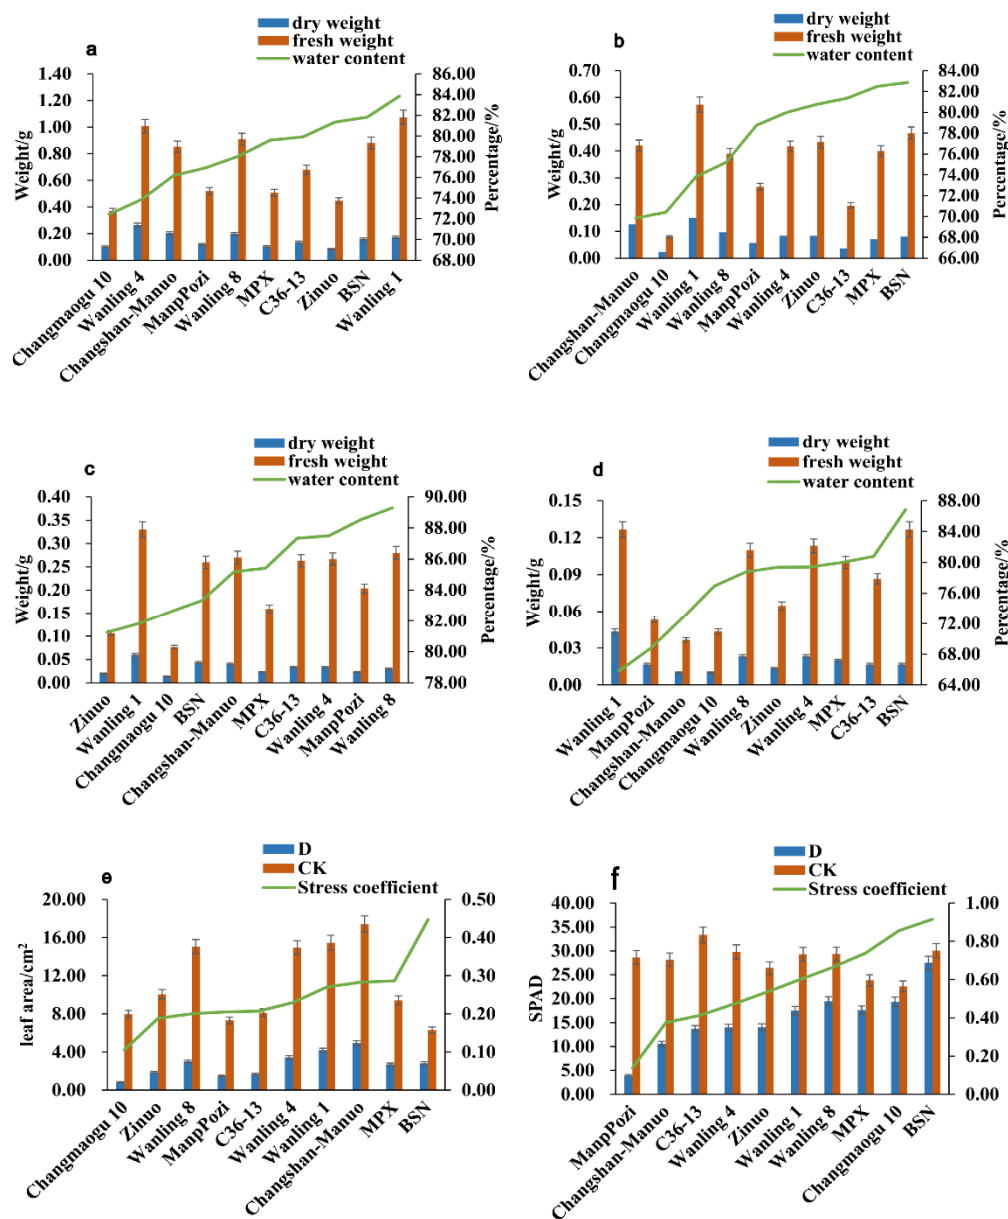 a
dry weight
fresh weight
water content
Weight/g
1.40
1.20
1.00
0.80
0.60
0.40
0.20
0.00
86.00
84.00
82.00
80.00
78.00
76.00
74.00
72.00
70.00
68.00
Percentage/%
Changmaogu 10
Wanling 4
Changshan-Manuo
ManpPozi
Wanling 8
MPX
C36-13
Zinuo
BSN
Wanling 1
b
dry weight
fresh weight
water content
Weight/g
0.70
0.60
0.50
0.40
0.30
0.20
0.10
0.00
84.00
82.00
80.00
78.00
76.00
74.00
72.00
70.00
68.00
66.00
Percentage/%
Changshan-Manuo
Changmaogu 10
Wanling 1
Wanling 8
ManpPozi
Wanling 4
Zinuo
C36-13
MPX
BSN
c
dry weight
fresh weight
water content
Weight/g
0.40
0.35
0.30
0.25
0.20
0.15
0.10
0.05
0.00
90.00
88.00
86.00
84.00
82.00
80.00
78.00
Percentage/%
Zinuo
Wanling 1
Changmaogu 10
BSN
Changshan-Manuo
MPX
C36-13
Wanling 4
ManpPozi
Wanling 8
d
dry weight
fresh weight
water content
Weight/g
0.15
0.12
0.09
0.06
0.03
0.00
88.00
84.00
80.00
76.00
72.00
68.00
64.00
Percentage/%
Wanling 1
ManpPozi
Changshan-Manuo
Changmaogu 10
Wanling 8
Zinuo
Wanling 4
MPX
C36-13
BSN
e
D
CK
Stress coefficient
leaf area/cm²
20.00
16.00
12.00
8.00
4.00
0.00
0.50
0.40
0.30
0.20
0.10
0.00
Changmaogu 10
Zinuo
Wanling 8
ManpPozi
C36-13
Wanling 4
Wanling 1
Changshan-Manuo
MPX
BSN
f
D
CK
Stress coefficient
SPAD
40.00
35.00
30.00
25.00
20.00
15.00
10.00
5.00
0.00
1.00
0.80
0.60
0.40
0.20
0.00
ManpPozi
Changshan-Manuo
C36-13
Wanling 4
Zinuo
Wanling 1
Wanling 8
MPX
Changmaogu 10
BSN